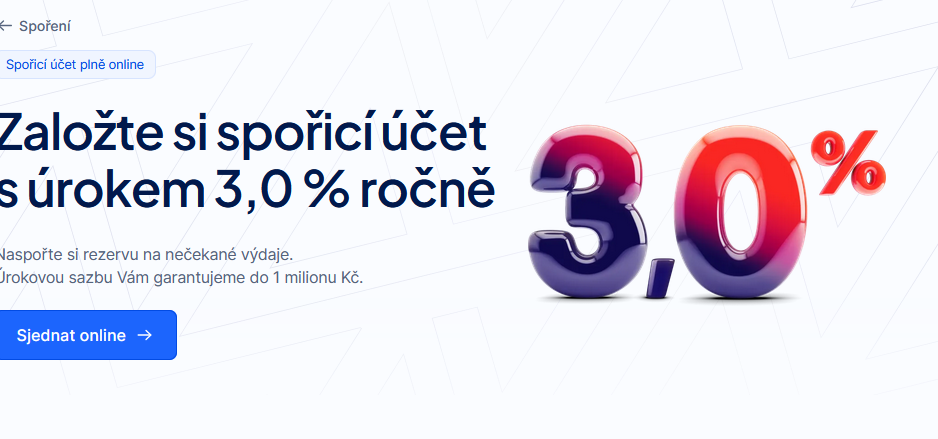 ← Spoření
Spořicí účet plně online
Založte si spořicí účet
s úrokem 3,0 % ročně
3,0%
Naspořte si rezervu na nečekané výdaje.
Úrokovou sazbu Vám garantujeme do 1 milionu Kč.
Sjednat online →